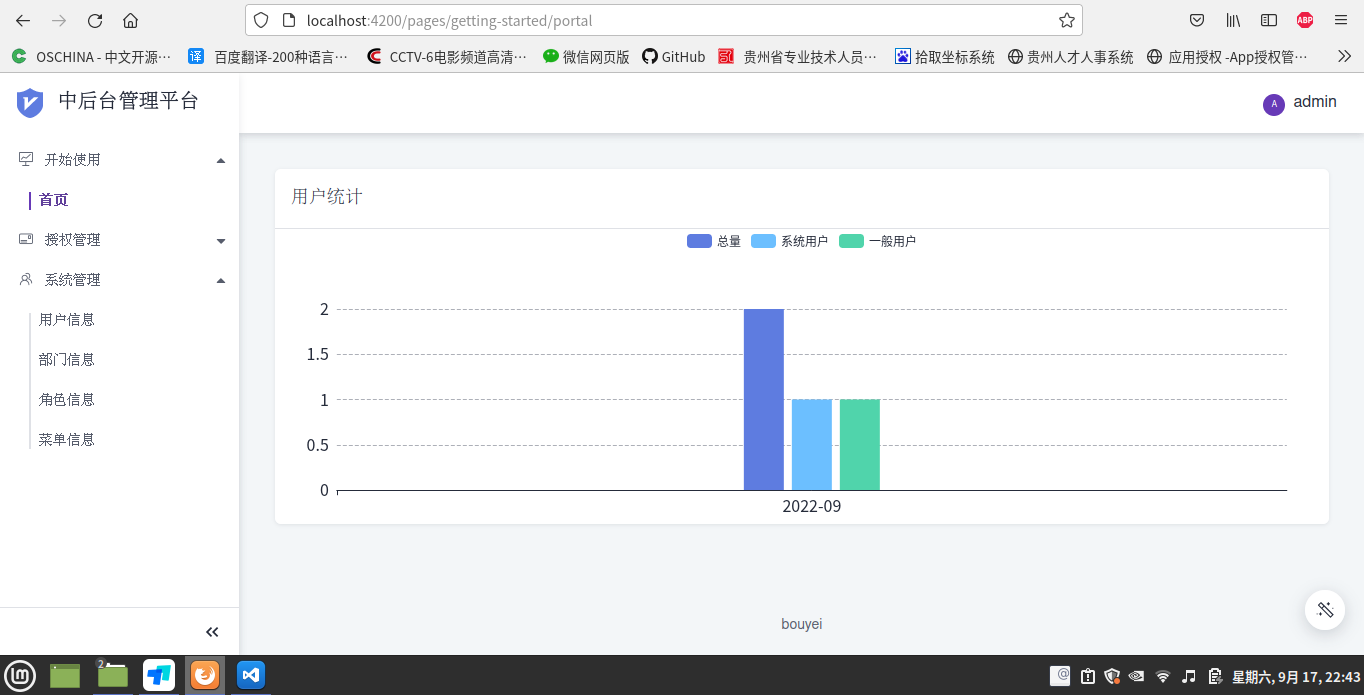 localhost:4200/pages/getting-started/portal
ABP
OSCHINA - 中文开源…
译 百度翻译-200种语言…
CCTV-6电影频道高清…
微信网页版
GitHub
贵州省专业技术人员…
拾取坐标系统
贵州人才人事系统
应用授权 -App授权管…
中后台管理平台
A admin
开始使用
首页
授权管理
系统管理
用户信息
部门信息
角色信息
菜单信息
用户统计
总量 系统用户 一般用户
2
1.5
1
0.5
0
2022-09
bouyei
2
星期六, 9月 17, 22:43